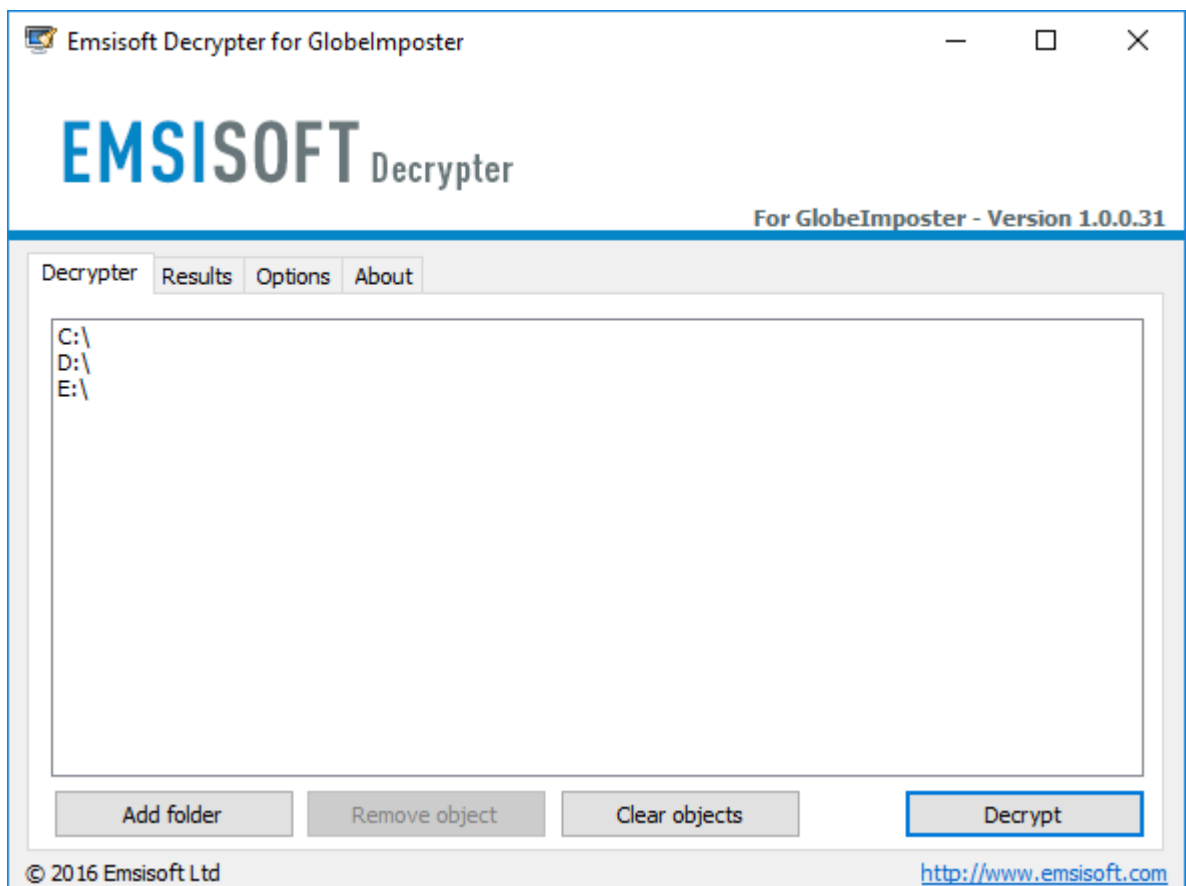 Emsisoft Decrypter for GlobeImposter
EMSISOFT Decrypter
For GlobeImposter - Version 1.0.0.31
Decrypter Results Options About
C:\
D:\
E:\
Add folder Remove object Clear objects Decrypt
© 2016 Emsisoft Ltd http://www.emsisoft.com